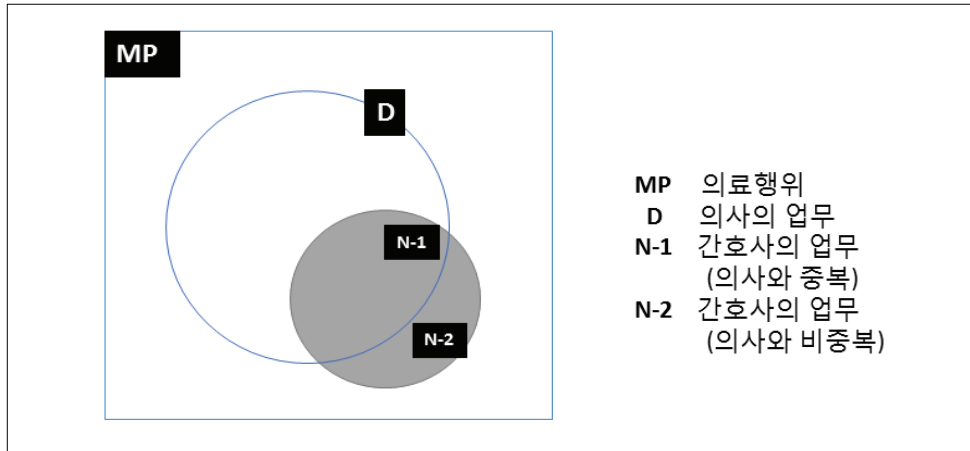 MP
D
N-1
N-2
MP 의료행위
D 의사의 업무
N-1 간호사의 업무
(의사와 중복)
N-2 간호사의 업무
(의사와 비중복)